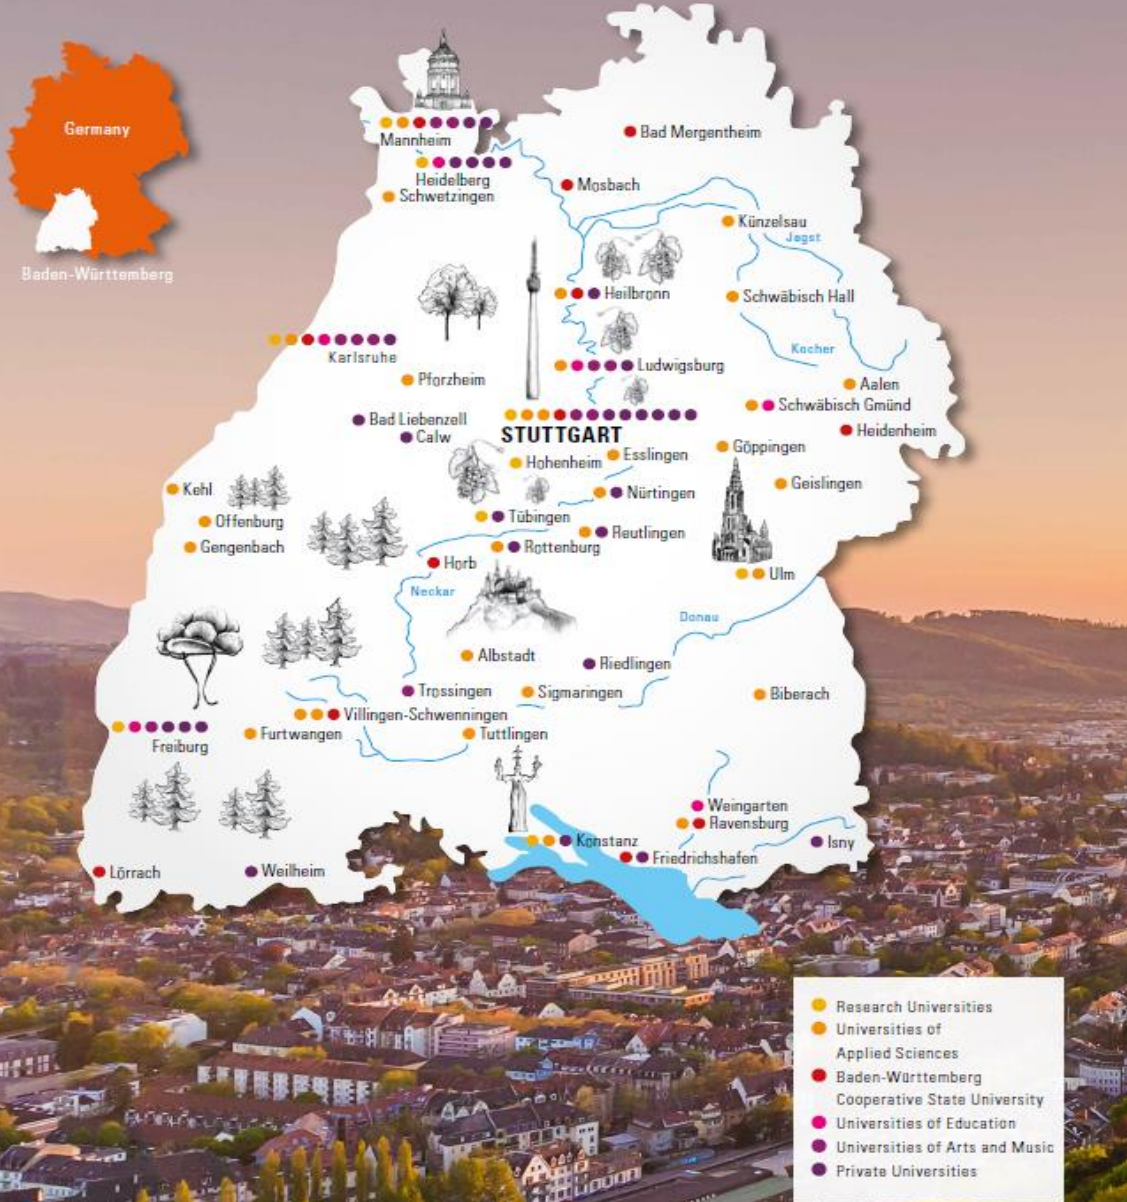 Germany
Baden-Württemberg
Mannheim
Bad Mergentheim
Heidelberg
Mosbach
Schwetzingen
Künzelsau
Jagst
Heilbronn
Schwäbisch Hall
Karlsruhe
Kocher
Ludwigsburg
Pforzheim
Aalen
Schwäbisch Gmünd
Bad Liebenzell
Heidenheim
Calw
STUTTGART
Göppingen
Esslingen
Hohenheim
Geislingen
Kehl
Nürtingen
Offenburg
Tübingen
Reutlingen
Gengenbach
Rottenburg
Horb
Ulm
Neckar
Donau
Albstadt
Riedlingen
Trossingen
Sigmaringen
Biberach
Villingen-Schwenningen
Furtwangen
Tuttlingen
Freiburg
Weingarten
Ravensburg
Konstanz
Isny
Friedrichshafen
Lörrach
Weilheim
Research Universities
Universities of
Applied Sciences
Baden-Württemberg
Cooperative State University
Universities of Education
Universities of Arts and Music
Private Universities